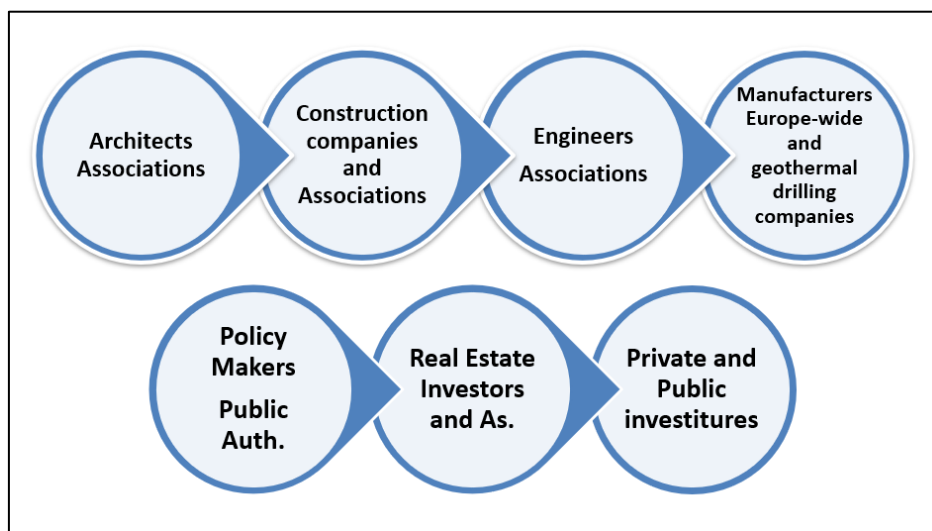 Architects
Associations
Construction
companies
and
Associations
Engineers
Associations
Manufacturers
Europe-wide
and
geothermal
drilling
companies
Policy
Makers
Public
Auth.
Real Estate
Investors
and As.
Private and
Public
investitures